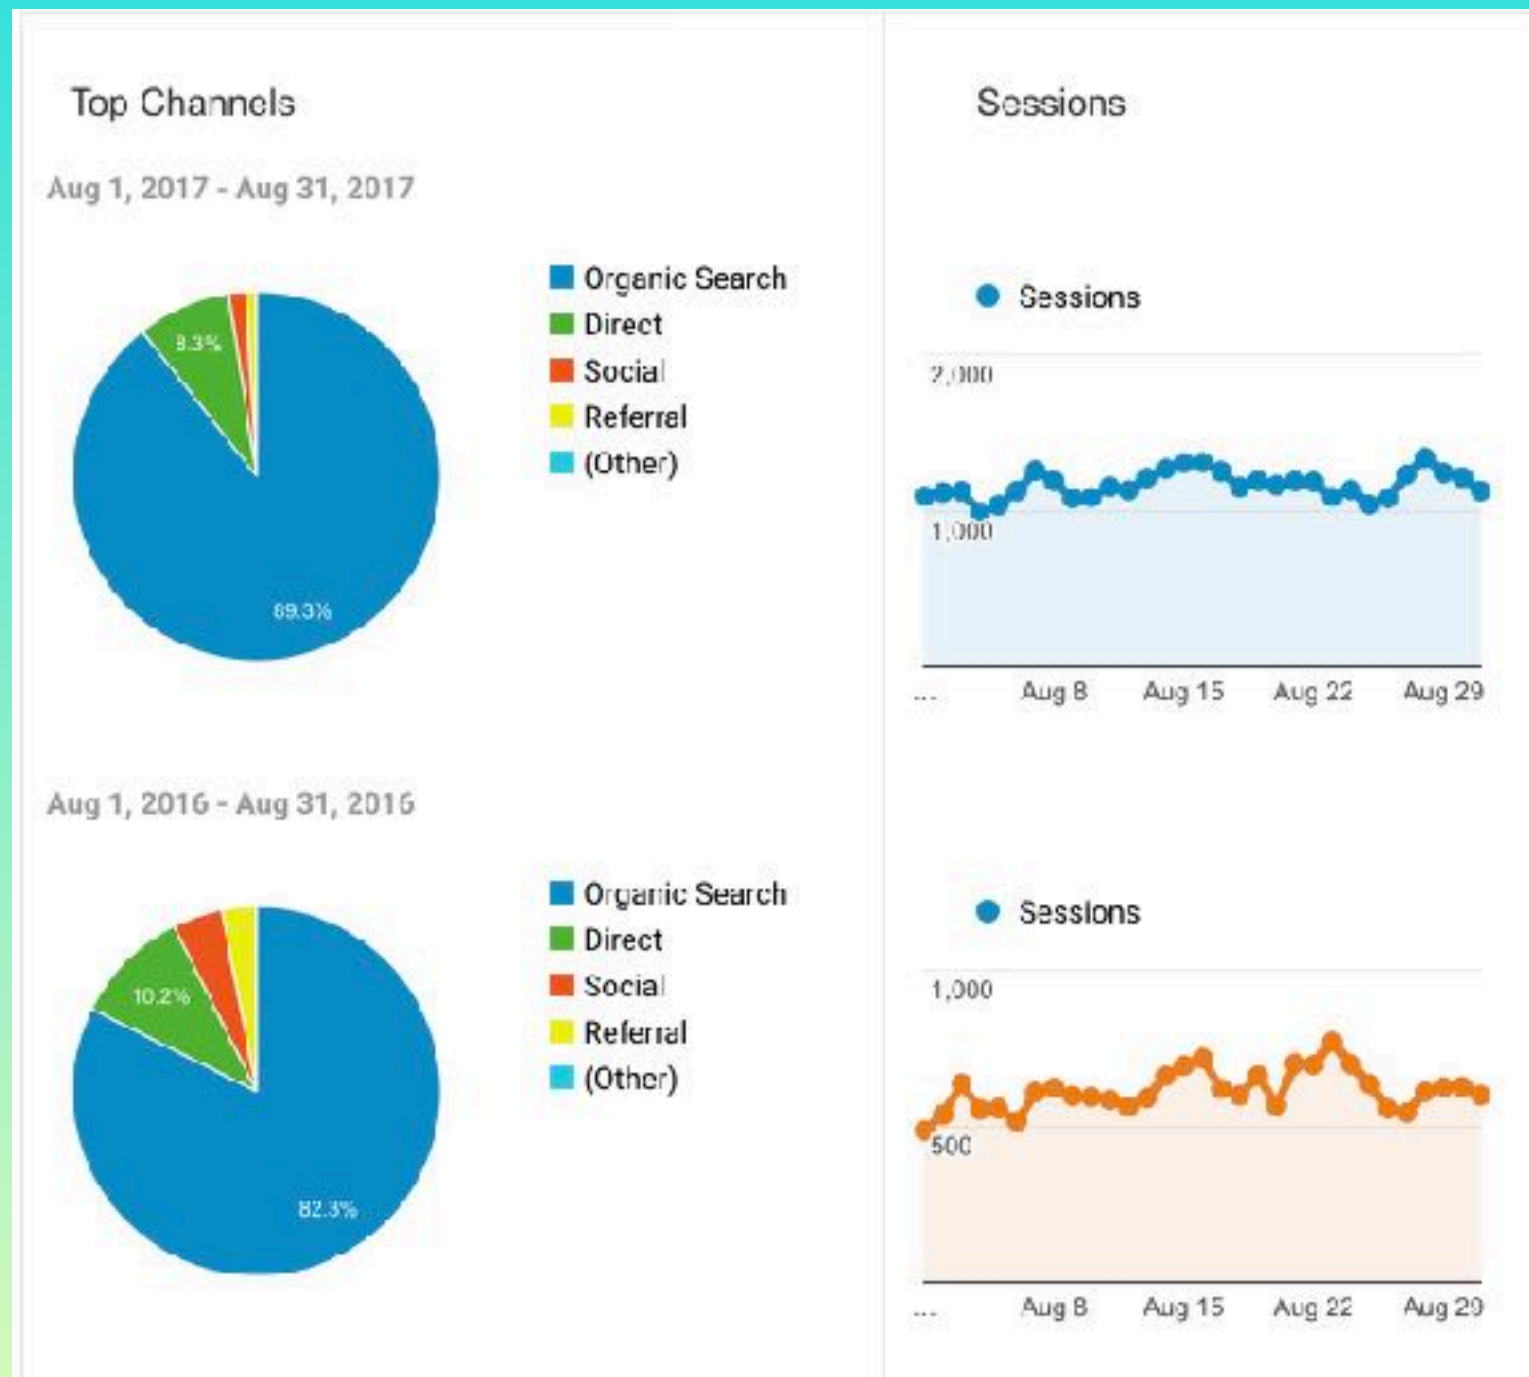 Top Channels
Aug 1, 2017 - Aug 31, 2017
Organic Search
Direct
Social
Referral
(Other)
8.3%
89.3%
Sessions
Sessions
2,000
1,000
... Aug 8 Aug 15 Aug 22 Aug 29
Aug 1, 2016 - Aug 31, 2016
Organic Search
Direct
Social
Referral
(Other)
10.2%
82.3%
Sessions
1,000
500
... Aug 8 Aug 15 Aug 22 Aug 29